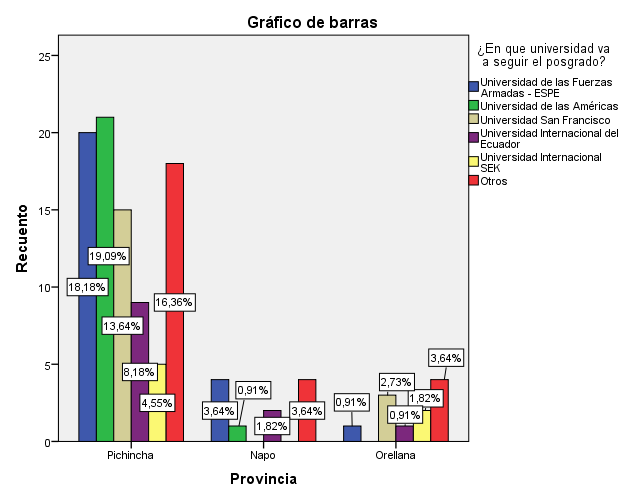 Gráfico de barras
¿En que universidad va
a seguir el posgrado?
Universidad de las Fuerzas
Armadas - ESPE
Universidad de las Américas
Universidad San Francisco
Universidad Internacional del
Ecuador
Universidad Internacional
SEK
Otros
Recuento
25
20
15
10
5
0
18,18%
19,09%
13,64%
8,18%
4,55%
16,36%
3,64%
0,91%
1,82%
3,64%
0,91%
2,73%
0,91%
1,82%
3,64%
Pichincha
Napo
Orellana
Provincia